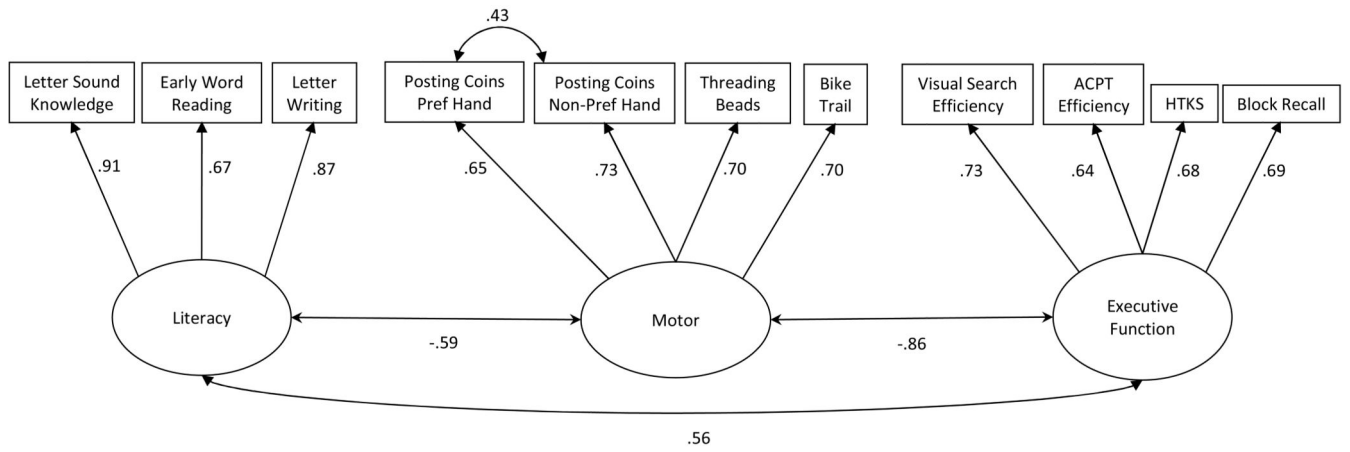 .43
Letter Sound
Knowledge
Early Word
Reading
Letter
Writing
Posting Coins
Pref Hand
Posting Coins
Non-Pref Hand
Threading
Beads
Bike
Trail
Visual Search
Efficiency
ACPT
Efficiency
HTKS
Block Recall
.91
.67
.87
.65
.73
.70
.70
.73
.64
.68
.69
Literacy
Motor
Executive
Function
-.59
-.86
.56